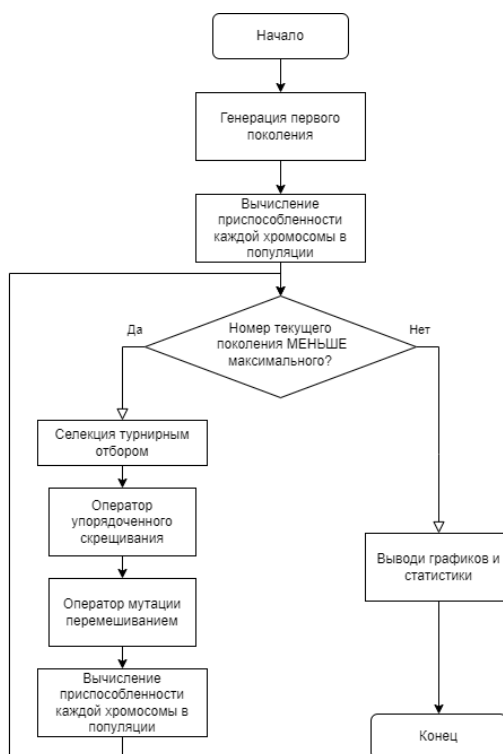 Начало
Генерация первого
поколения
Вычисление
приспособленности
каждой хромосомы в
популяции
Да
Номер текущего
поколения МЕНЬШЕ
максимального?
Нет
Селекция турнирным
отбором
Оператор
упорядоченного
скрещивания
Оператор мутации
перемешиванием
Вычисление
приспособленности
каждой хромосомы в
популяции
Выводи графиков и
статистики
Конец